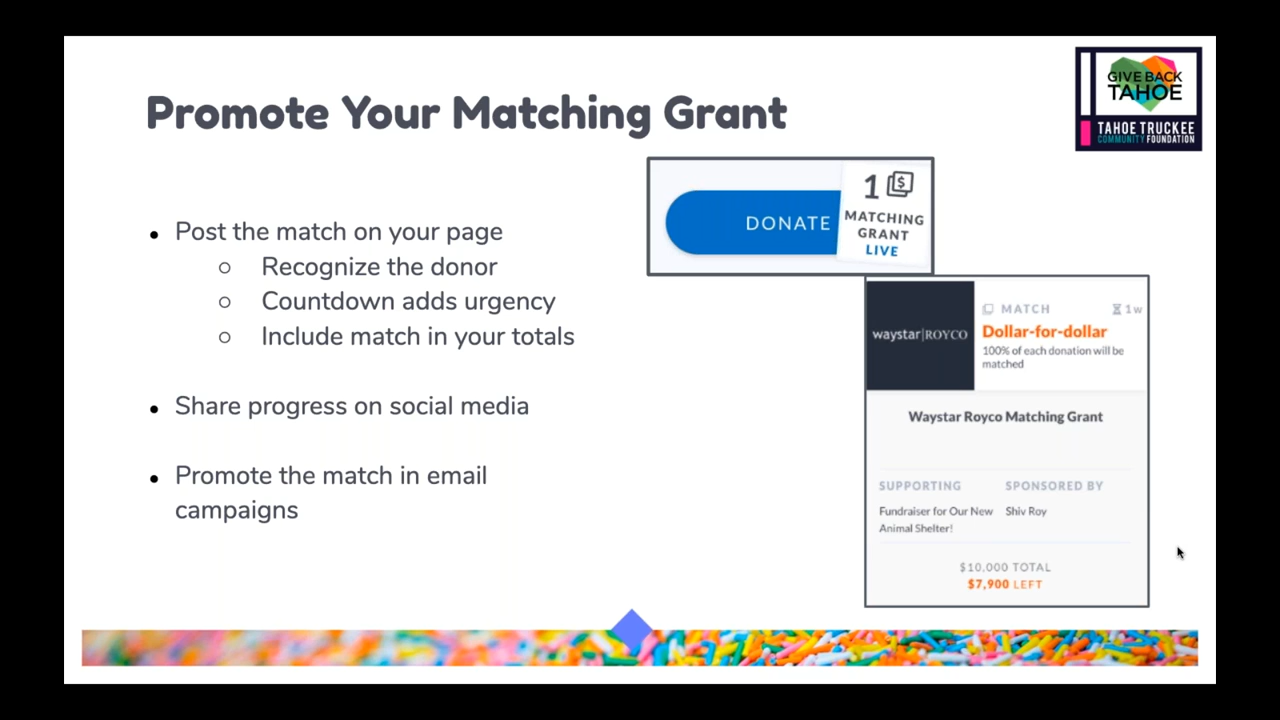 GIVE BACK
TAHOE
TAHOE TRUCKEE
COMMUNITY FOUNDATION
Promote Your Matching Grant
• Post the match on your page
○ Recognize the donor
○ Countdown adds urgency
○ Include match in your totals
• Share progress on social media
• Promote the match in email
campaigns
DONATE
1
MATCHING
GRANT
LIVE
waystar|ROYCO
MATCH
1w
Dollar-for-dollar
100% of each donation will be
matched
Waystar Royco Matching Grant
SUPPORTING
Fundraiser for Our New
Animal Shelter!
SPONSORED BY
Shiv Roy
$10,000 TOTAL
$7,900 LEFT